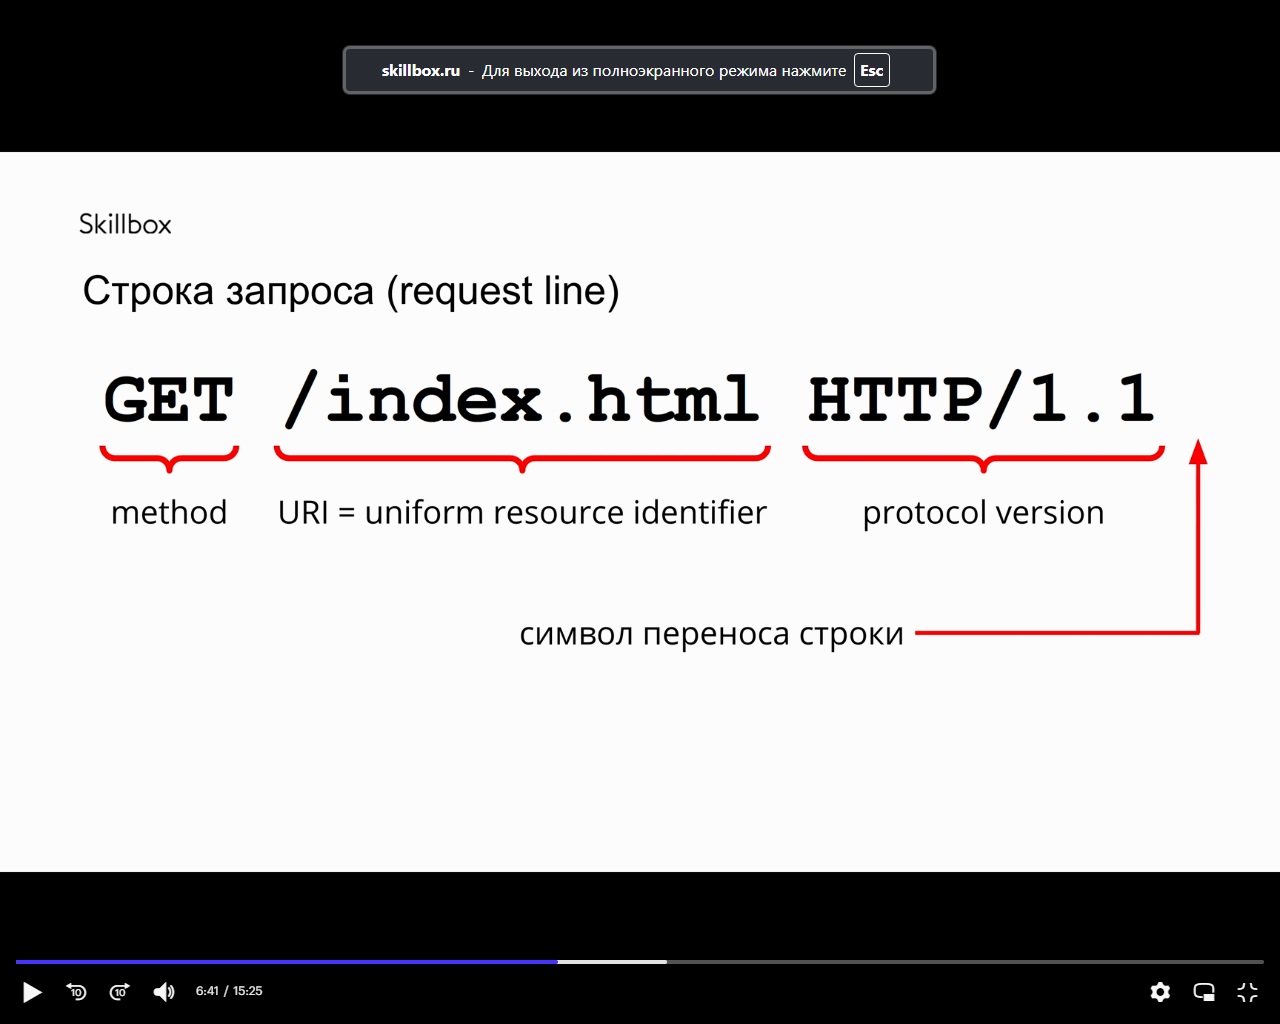 skillbox.ru - Для выхода из полноэкранного режима нажмите Esc
Skillbox
Строка запроса (request line)
GET /index.html HTTP/1.1
method URI = uniform resource identifier protocol version
символ переноса строки
10 10 6:41 / 15:25